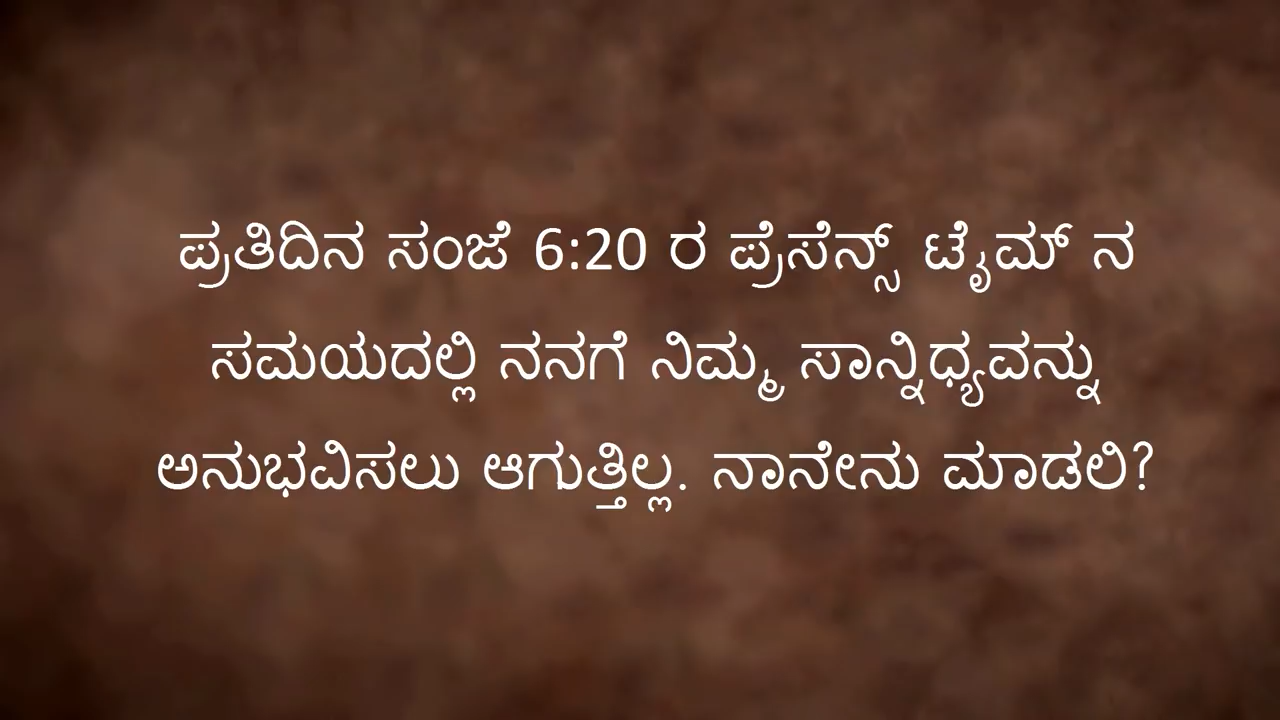 ಪ್ರತಿದಿನ ಸಂಜೆ 6:20 ರ ಪ್ರೆಸೆನ್ಸ್ ಟೈಮ್ ನ
ಸಮಯದಲ್ಲಿ ನನಗೆ ನಿಮ್ಮ ಸಾನ್ನಿಧ್ಯವನ್ನು
ಅನುಭವಿಸಲು ಆಗುತ್ತಿಲ್ಲ. ನಾನೇನು ಮಾಡಲಿ?